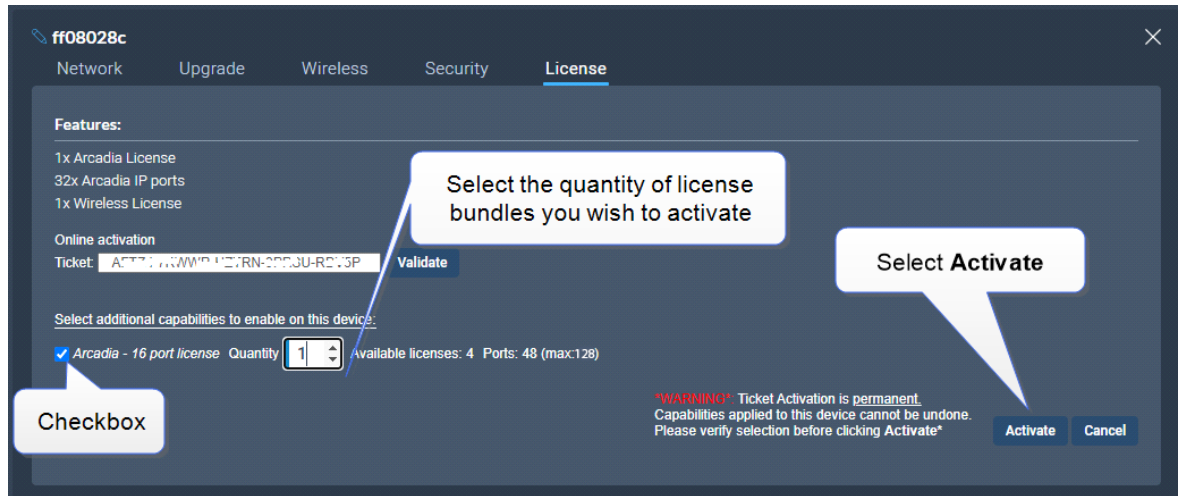 ff08028c
Network Upgrade Wireless Security License
Features:
1x Arcadia License
32x Arcadia IP ports
1x Wireless License
Select the quantity of license
bundles you wish to activate
Online activation
Ticket: Validate
Select Activate
Select additional capabilities to enable on this device:
Arcadia - 16 port license Quantity 1 Available licenses: 4 Ports: 48 (max:128)
Checkbox
*WARNING*: Ticket Activation is permanent.
Capabilities applied to this device cannot be undone.
Please verify selection before clicking Activate*
Activate Cancel